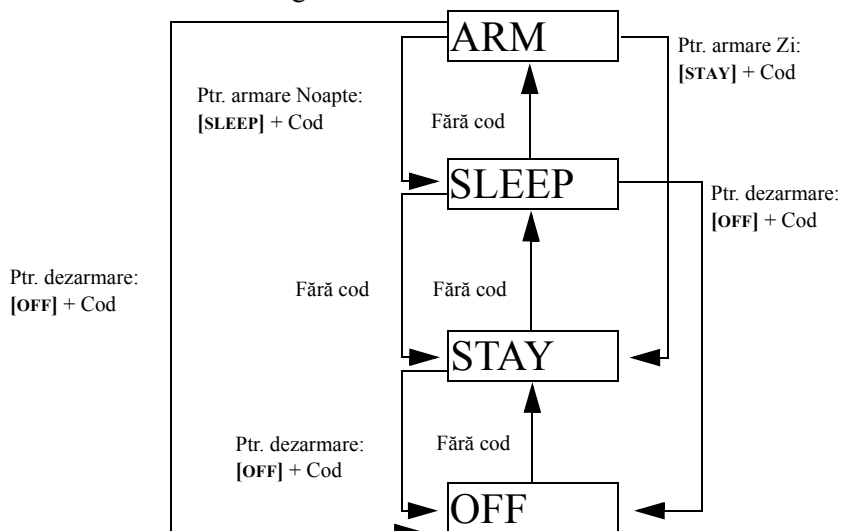 ARM
Ptr. armare Zi:
[STAY] + Cod
Ptr. armare Noapte:
[SLEEP] + Cod
Fără cod
SLEEP
Ptr. dezarmare:
[OFF] + Cod
Ptr. dezarmare:
[OFF] + Cod
Fără cod
Fără cod
STAY
Ptr. dezarmare:
[OFF] + Cod
Fără cod
OFF